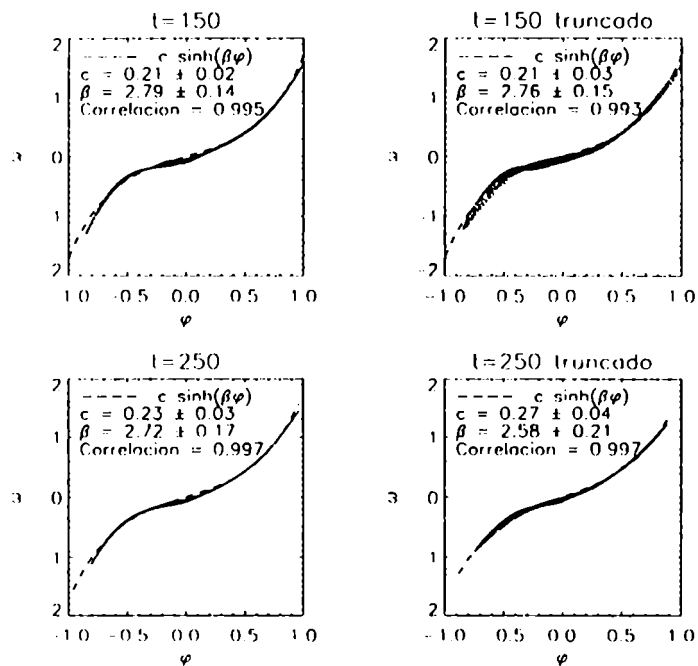 t=150
2
c sinh(βφ)
c = 0.21 ± 0.02
β = 2.79 ± 0.14
Correlacion = 0.995
1
0
1
2
1.0 -0.5 0.0 0.5 1.0
φ
t=150 truncado
2
c sinh(βφ)
c = 0.21 ± 0.03
β = 2.76 ± 0.15
Correlacion = 0.993
1
0
1
2
-1.0 -0.5 0.0 0.5 1.0
φ
t=250
2
c sinh(βφ)
c = 0.23 ± 0.03
β = 2.72 ± 0.17
Correlacion = 0.997
1
0
1
2
-1.0 -0.5 0.0 0.5 1.0
φ
t=250 truncado
2
c sinh(βφ)
c = 0.27 ± 0.04
β = 2.58 ± 0.21
Correlacion = 0.997
1
0
1
2
-1.0 -0.5 0.0 0.5 1.0
φ